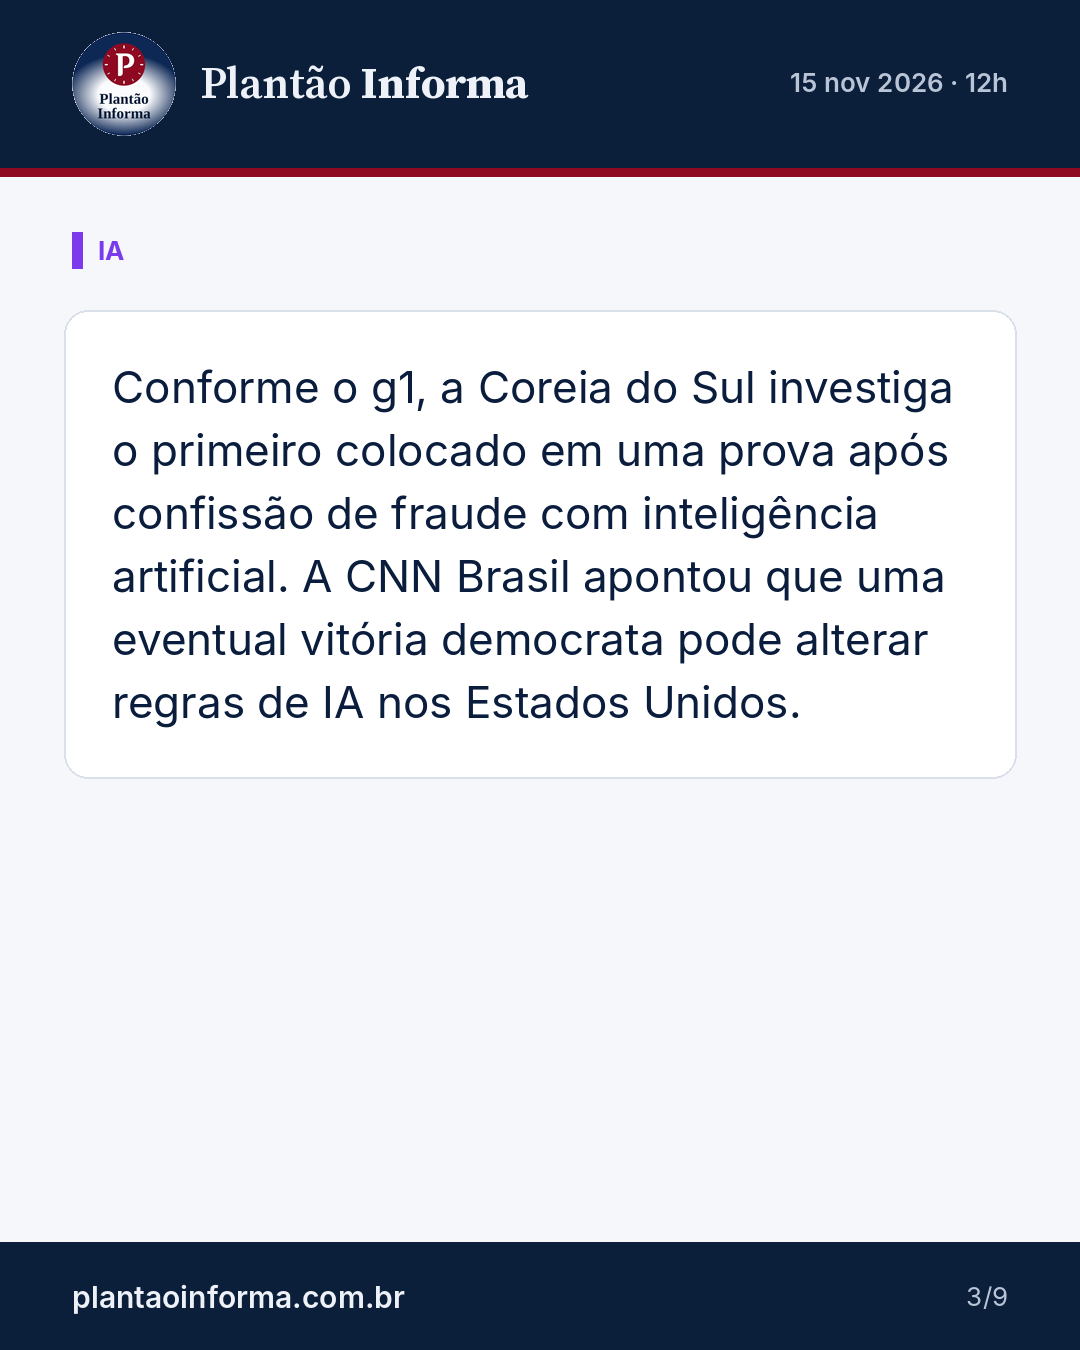 P
Plantão
Informa
Plantão Informa
15 nov 2026 · 12h
IA
Conforme o g1, a Coreia do Sul investiga
o primeiro colocado em uma prova após
confissão de fraude com inteligência
artificial. A CNN Brasil apontou que uma
eventual vitória democrata pode alterar
regras de IA nos Estados Unidos.
plantaoinforma.com.br
3/9